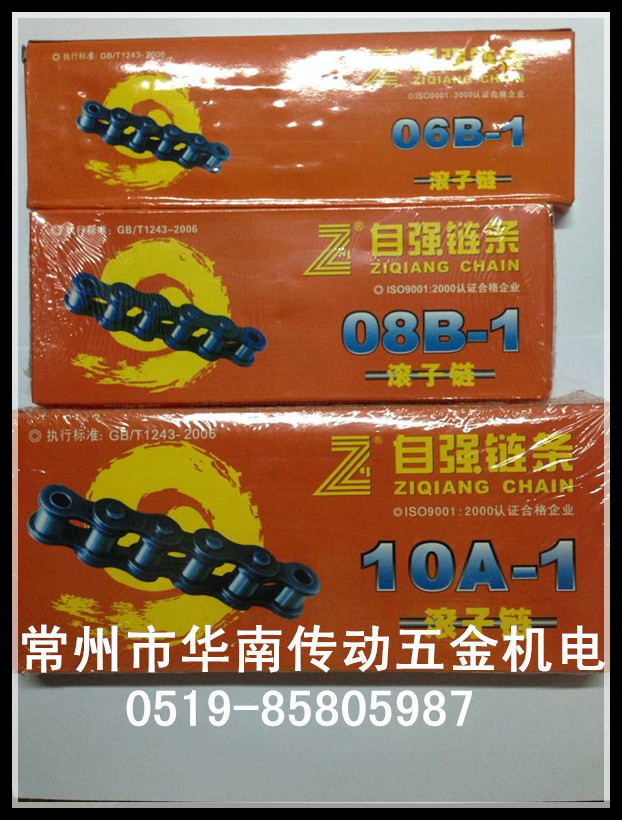 ◎执行标准: GB/T1243-2006
自强链条
ZIQIANG CHAIN
◎ISO9001:2000认证合格企业
06B-1
滚子链
◎执行标准: GB/T1243-2006
Z® 自强链条
ZIQIANG CHAIN
◎ISO9001:2000认证合格企业
08B-1
滚子链
◎执行标准: GB/T1243-2006
Z® 自强链条
ZIQIANG CHAIN
◎ISO9001:2000认证合格企业
10A-1
滚子链
常州市华南传动五金机电
0519-85805987